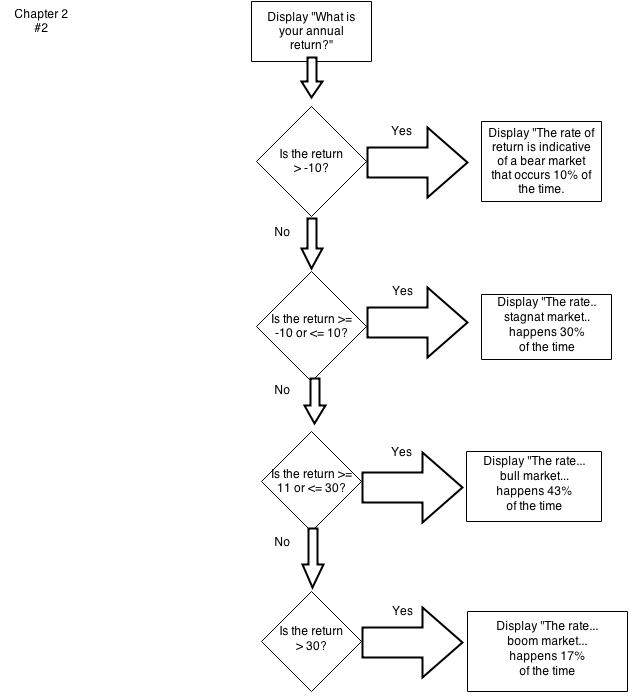 Chapter 2
#2
Display "What is
your annual
return?"
Is the return
> -10?
Yes
Display "The rate of
return is indicative
of a bear market
that occurs 10% of
the time.
No
Is the return >=
-10 or <= 10?
Yes
Display "The rate..
stagnat market..
happens 30%
of the time
No
Is the return >=
11 or <= 30?
Yes
Display "The rate...
bull market...
happens 43%
of the time
No
Is the return
> 30?
Yes
Display "The rate...
boom market...
happens 17%
of the time